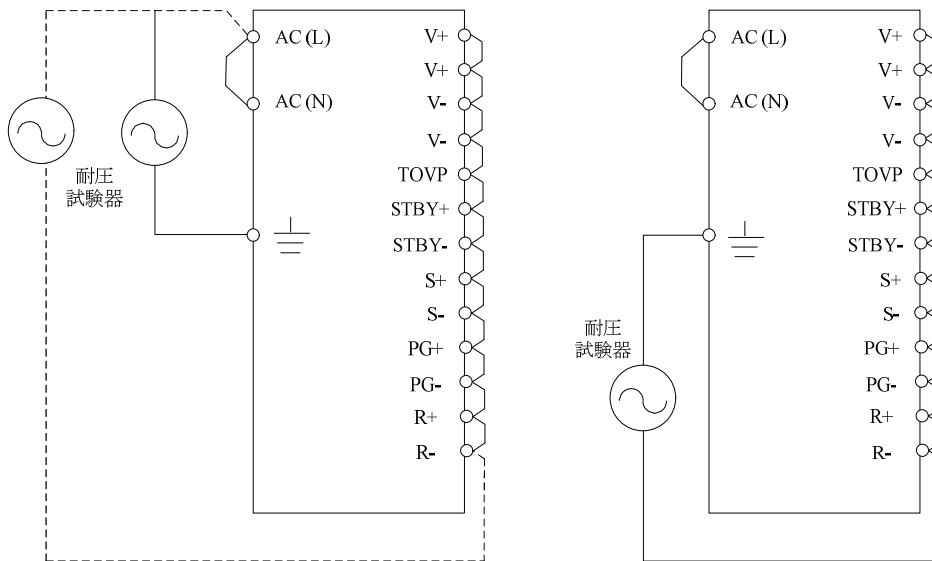 AC (L)
V+
V+
AC (N)
V-
V-
耐圧
試験器
TOVP
STBY+
STBY-
S+
S-
PG+
PG-
R+
R-
AC (L)
V+
V+
AC (N)
V-
V-
TOVP
STBY+
STBY-
S+
S-
耐圧
試験器
PG+
PG-
R+
R-